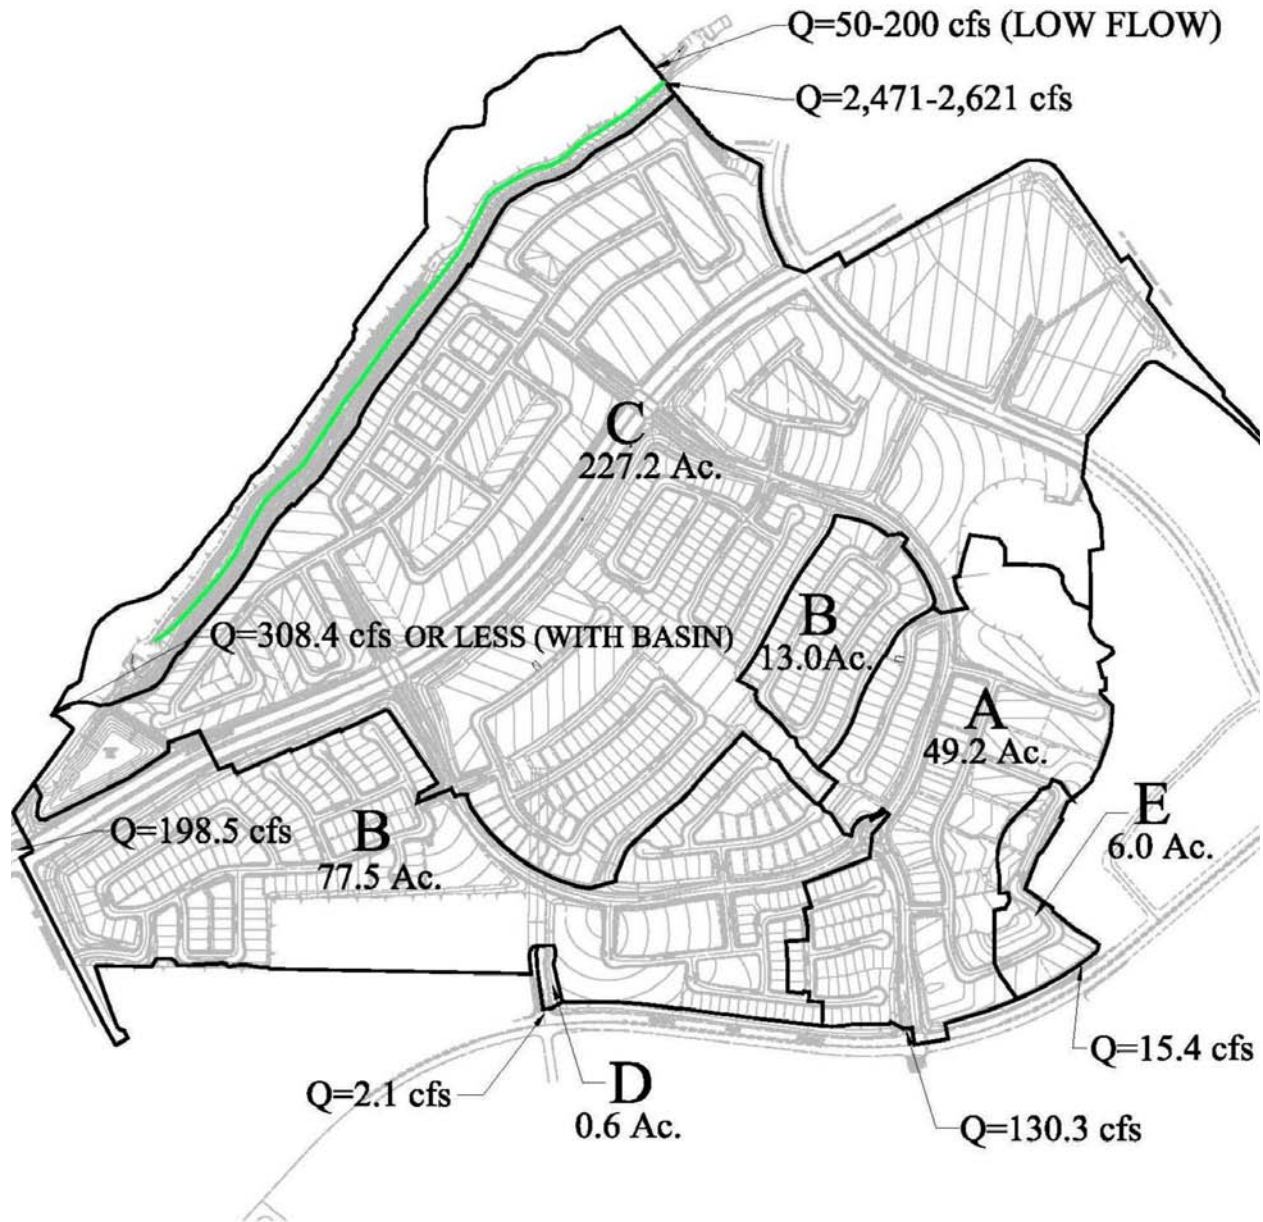 Q=50-200 cfs (LOW FLOW)
Q=2,471-2,621 cfs
C
227.2 Ac.
B
13.0Ac.
Q=308.4 cfs OR LESS (WITH BASIN)
A
49.2 Ac.
E
6.0 Ac.
Q=198.5 cfs
B
77.5 Ac.
Q=15.4 cfs
Q=2.1 cfs
D
0.6 Ac.
Q=130.3 cfs